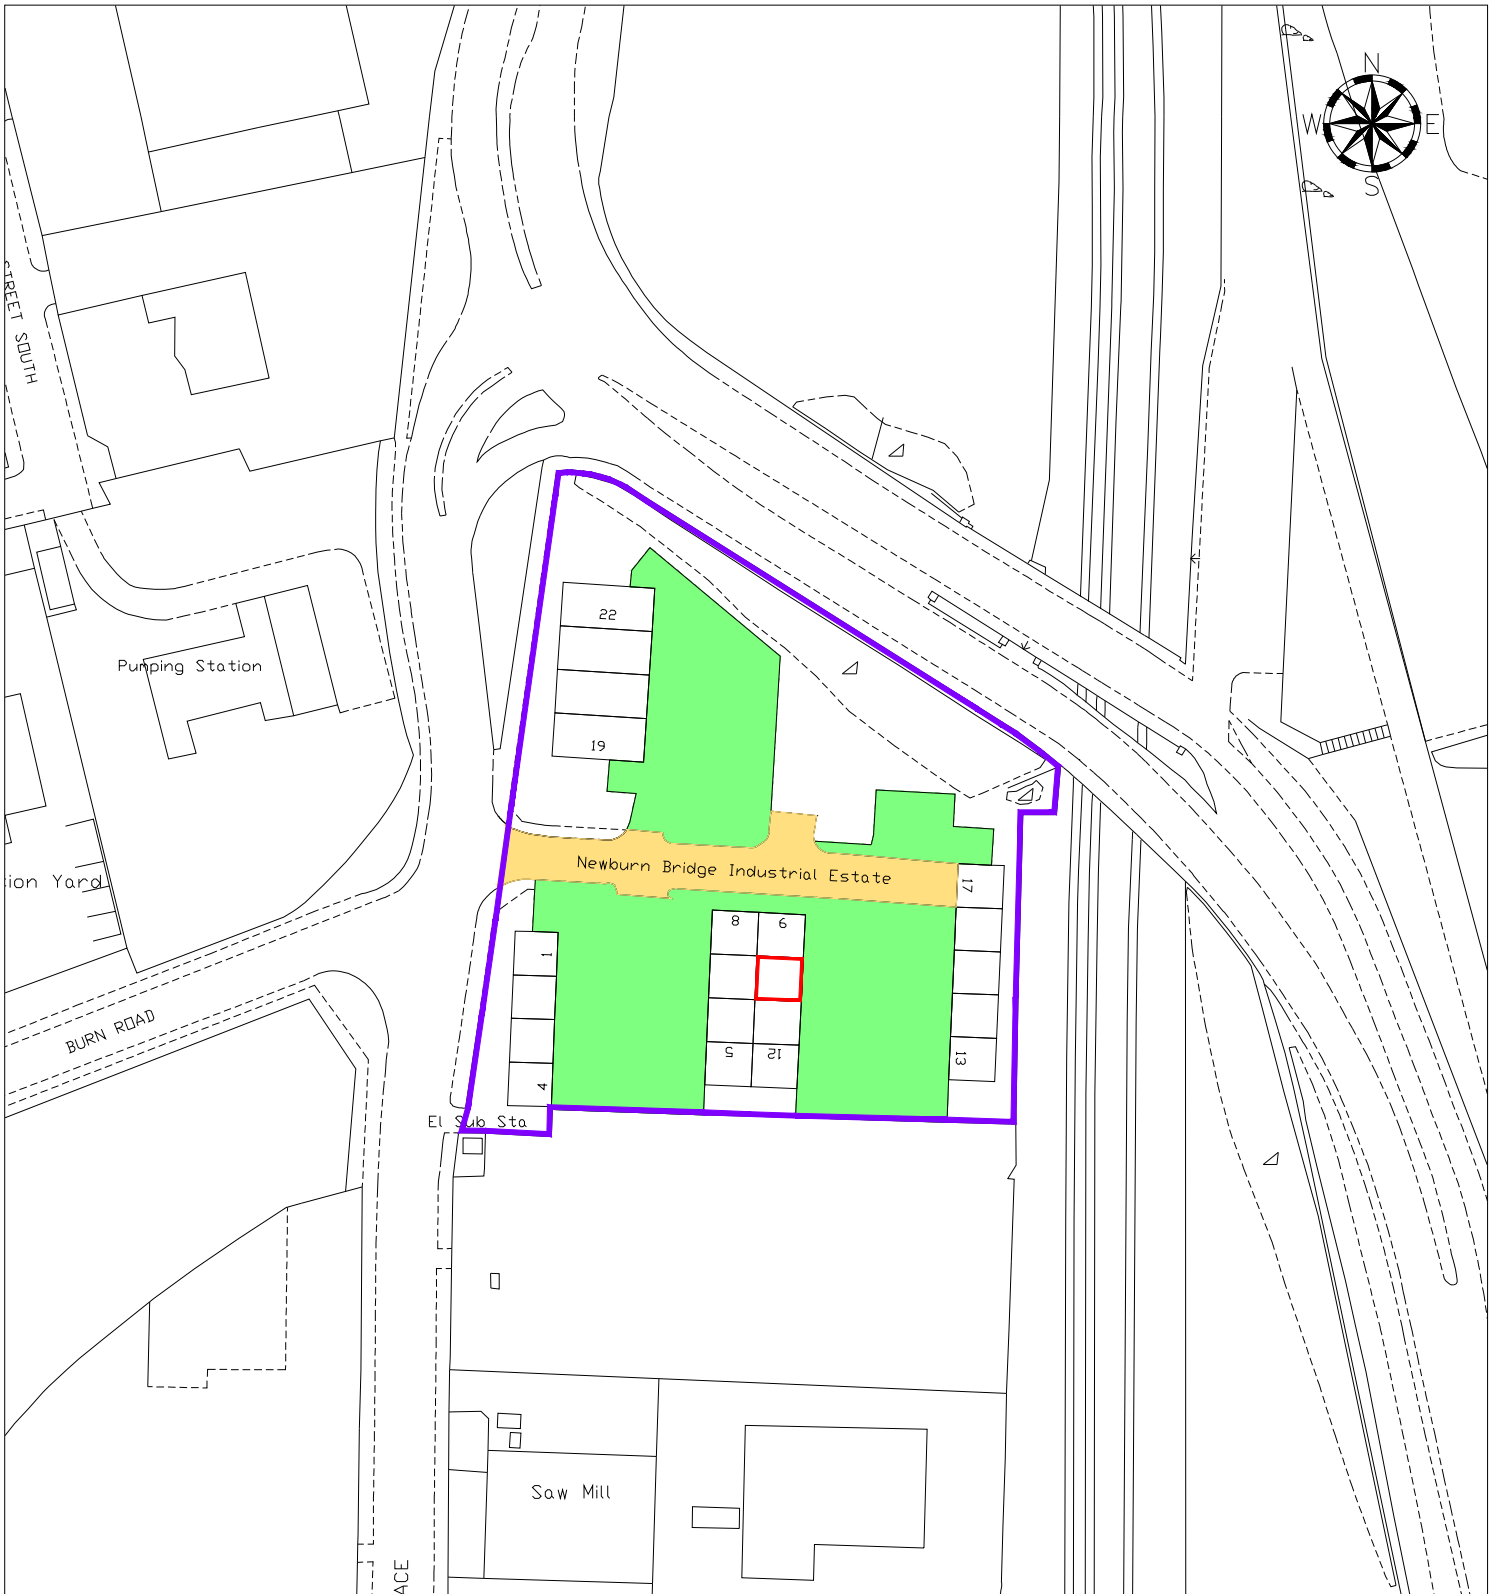 N
W
E
S
STREET SOUTH
22
Pumping Station
19
Newburn Bridge Industrial Estate
17
ion Yard
8
9
1
BURN ROAD
5
12
13
4
El Sub Sta
Saw Mill
ACE